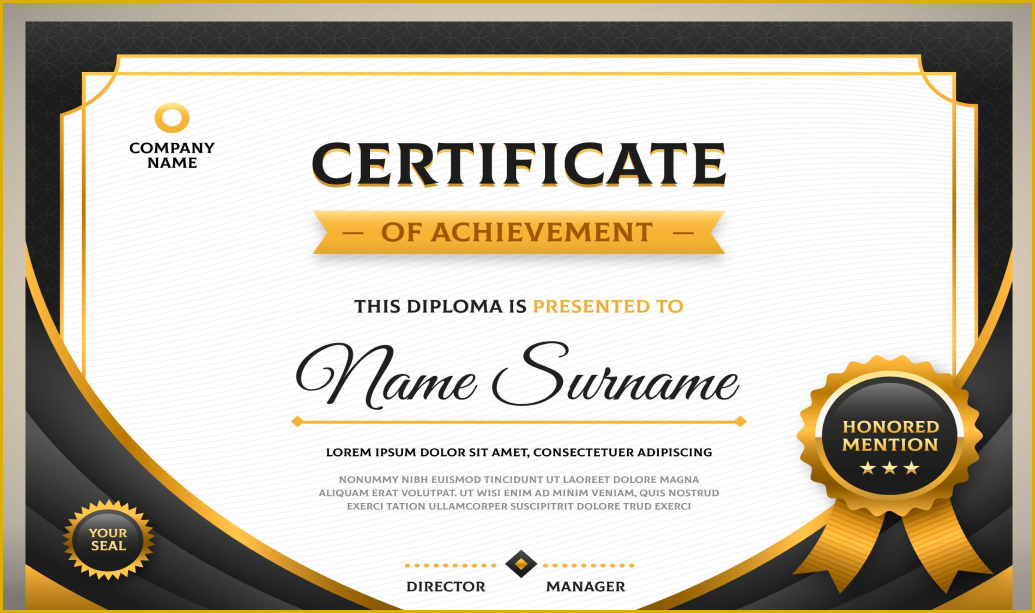 COMPANY
NAME
CERTIFICATE
— OF ACHIEVEMENT —
THIS DIPLOMA IS PRESENTED TO
Name Surname
LOREM IPSUM DOLOR SIT AMET, CONSECTETUER ADIPISCING
NONUMMY NIBH EUISMOD TINCIDUNT UT LAOREET DOLORE MAGNA
ALIQUAM ERAT VOLUTPAT. UT WISI ENIM AD MINIM VENIAM, QUIS NOSTRUD
EXERCI TATION ULLAMCORPER SUSCIPITRIT DOLORE TRUD EXERCI
HONORED
MENTION
YOUR
SEAL
DIRECTOR
MANAGER